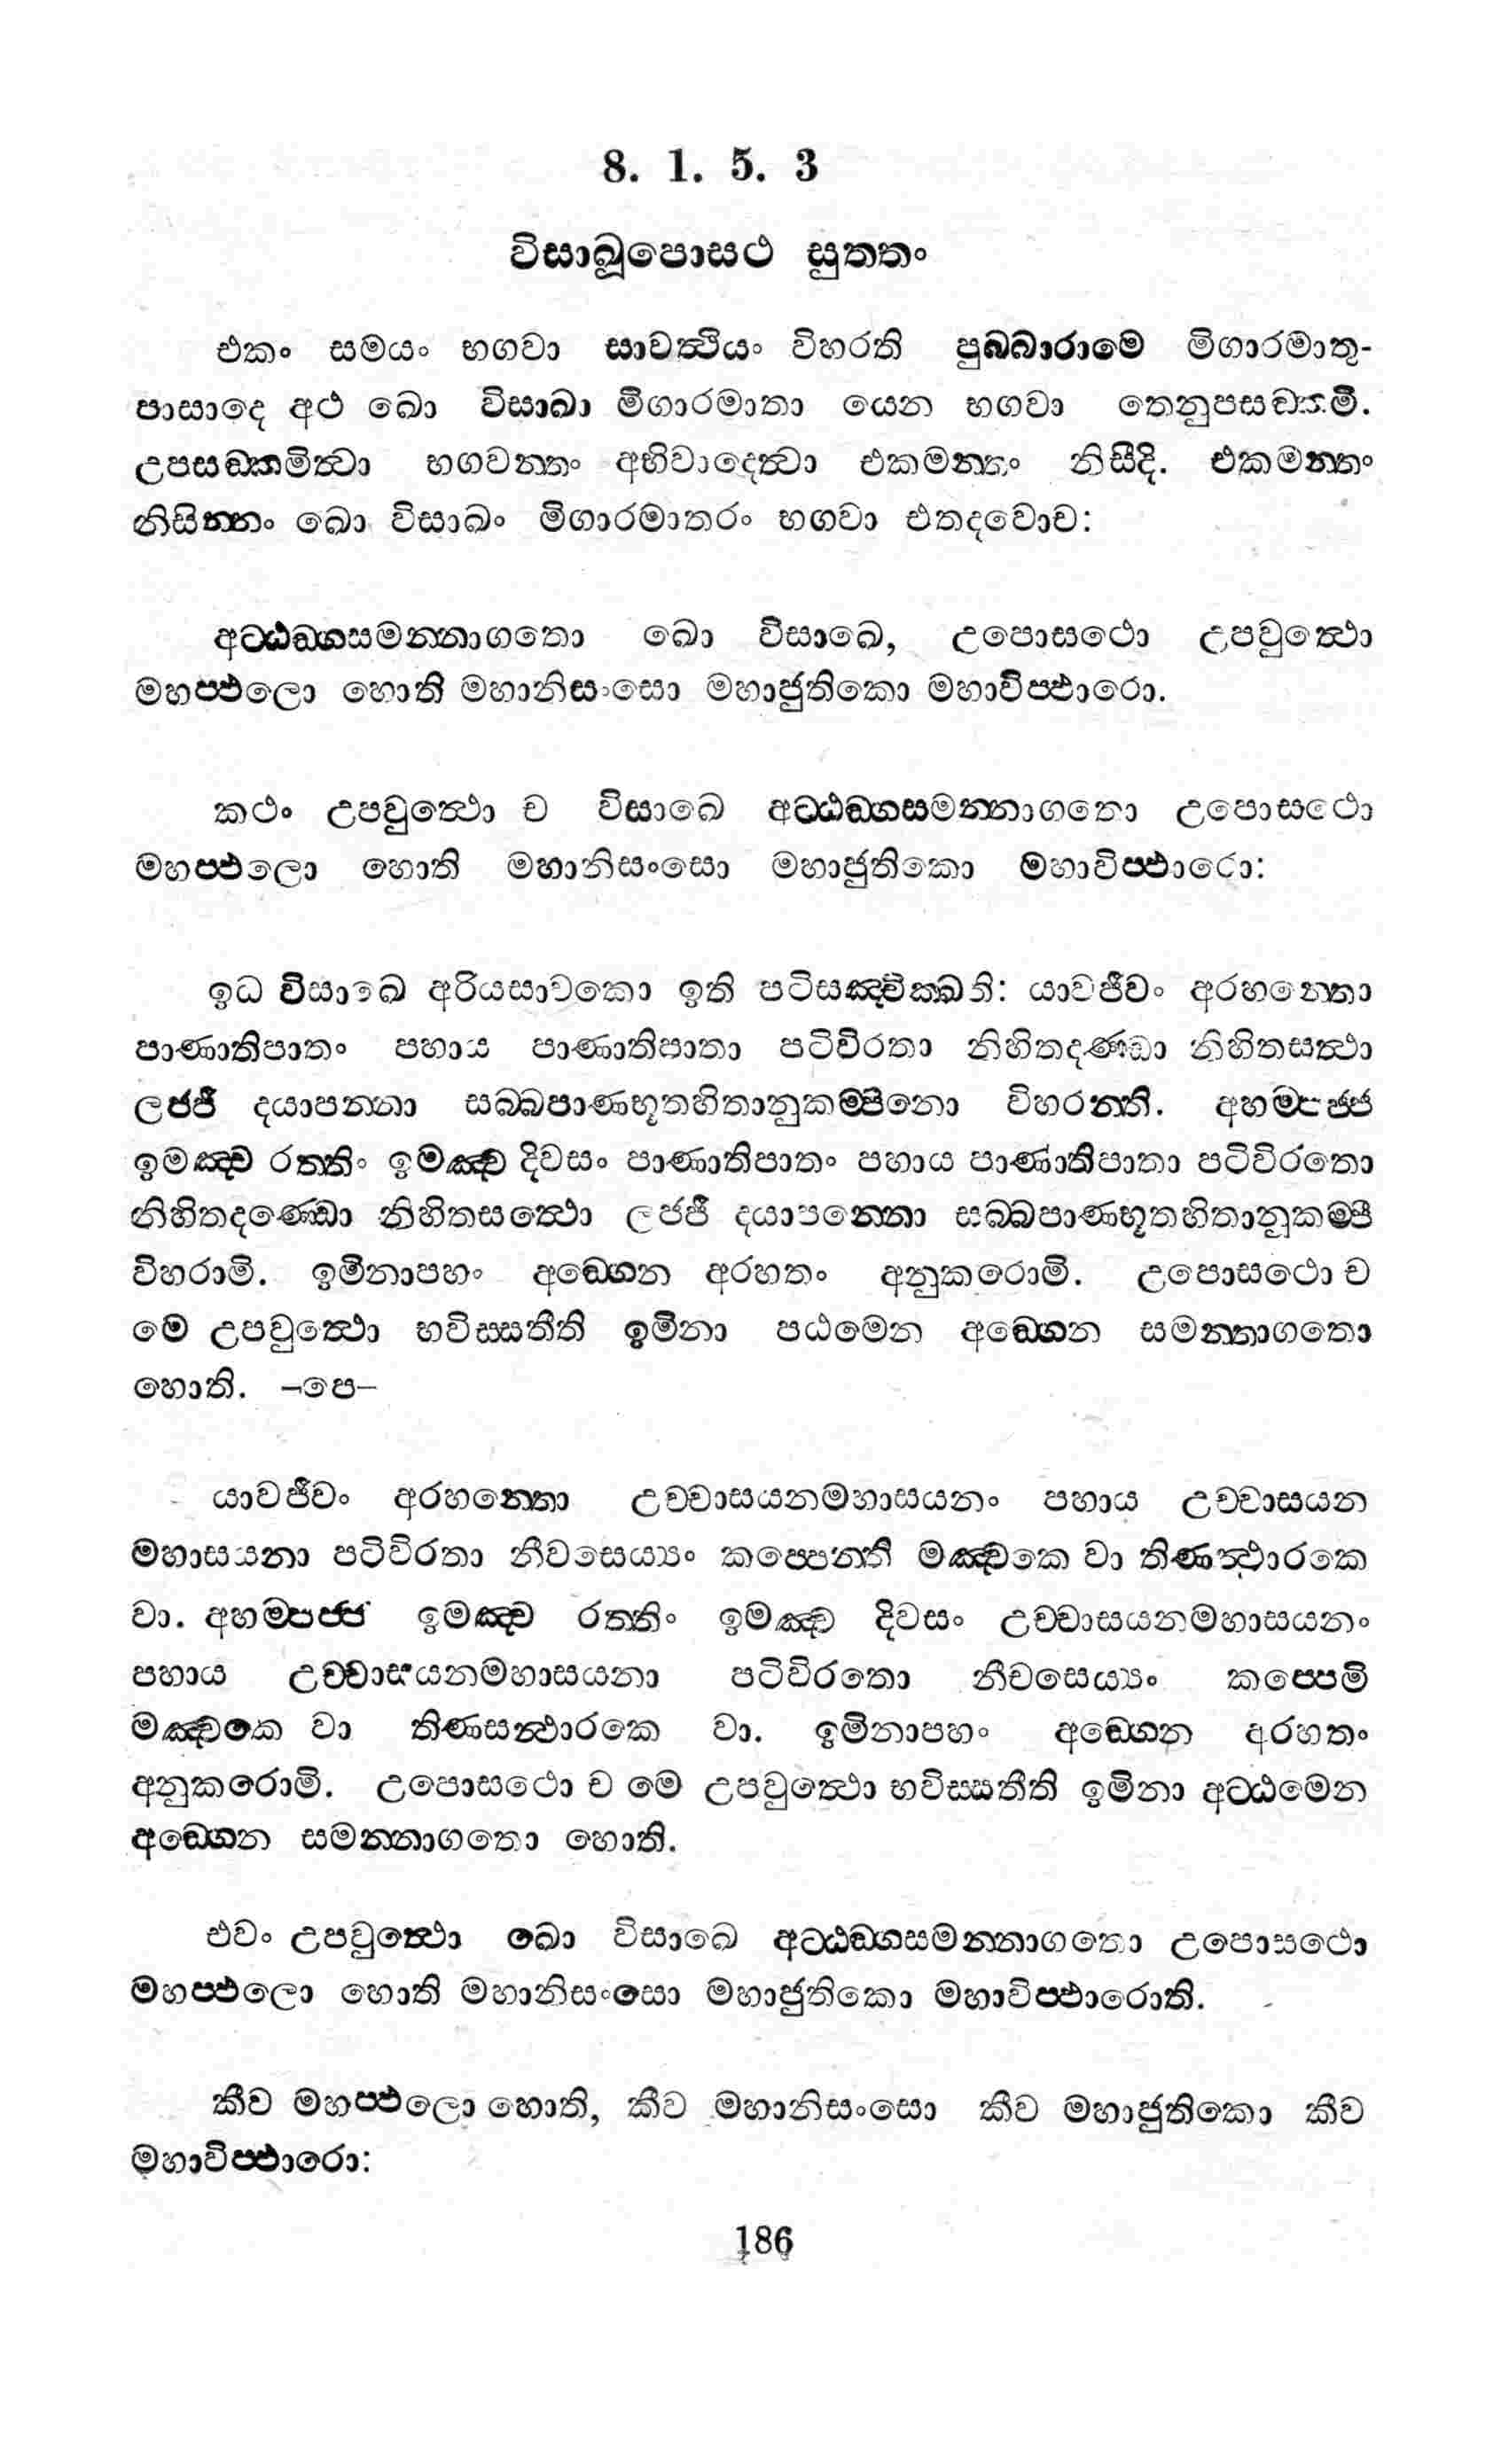 8. 1. 5. 3
විසාඛූපොසථ සුත්තං
එකං සමයං භගවා සාවත්ථියං විහරති පුබ්බාරාමෙ මිගාරමාතු-
පාසාදෙ අථ ඛො විසාඛා මිගාරමාතා යෙන භගවා තෙනුපසඞ්කමි.
උපසඞ්කමිත්වා භගවන්තං අභිවාදෙත්වා එකමන්තං නිසීදි. එකමන්තං
නිසින්නං ඛො විසාඛං මිගාරමාතරං භගවා එතදවොච:
අට්ඨඞ්ගසමන්නාගතො ඛො විසාඛෙ, උපොසථො උපවුත්ථො
මහප්ඵලො හොති මහානිසංසො මහාජුතිකො මහාවිප්ඵාරො.
කථං උපවුත්ථො ච විසාඛෙ අට්ඨඞ්ගසමන්නාගතො උපොසථො
මහප්ඵලො හොති මහානිසංසො මහාජුතිකො මහාවිප්ඵාරො:
ඉධ විසාඛෙ අරියසාවකො ඉති පටිසඤ්චික්ඛති: යාවජීවං අරහන්තො
පාණාතිපාතං පහාය පාණාතිපාතා පටිවිරතා නිහිතදණ්ඩා නිහිතසත්ථා
ලජ්ජී දයාපන්නා සබ්බපාණභූතහිතානුකම්පිනො විහරන්ති. අහම්පජ්ජ
ඉමඤ්ච රත්තිං ඉමඤ්ච දිවසං පාණාතිපාතං පහාය පාණාතිපාතා පටිවිරතො
නිහිතදණ්ඩො නිහිතසත්ථො ලජ්ජී දයාපන්නො සබ්බපාණභූතහිතානුකම්පී
විහරාමි. ඉමිනාපහං අඞ්ගෙන අරහතං අනුකරොමි. උපොසථො ච
මෙ උපවුත්ථො භවිස්සතීති ඉමිනා පඨමෙන අඞ්ගෙන සමන්නාගතො
හොති. –පෙ–
යාවජීවං අරහන්තො උච්චාසයනමහාසයනං පහාය උච්චාසයන
මහාසයනා පටිවිරතා නීචසෙය්‍යං කප්පෙන්ති මඤ්චකෙ වා තිණත්ථාරකෙ
වා. අහම්පජ්ජ ඉමඤ්ච රත්තිං ඉමඤ්ච දිවසං උච්චාසයනමහාසයනං
පහාය උච්චාසයනමහාසයනා පටිවිරතො නීචසෙය්‍යං කප්පෙමි
මඤ්චකෙ වා තිණසන්ථාරකෙ වා. ඉමිනාපහං අඞ්ගෙන අරහතං
අනුකරොමි. උපොසථො ච මෙ උපවුත්ථො භවිස්සතීති ඉමිනා අට්ඨමෙන
අඞ්ගෙන සමන්නාගතො හොති.
එවං උපවුත්ථො ඛො විසාඛෙ අට්ඨඞ්ගසමන්නාගතො උපොසථො
මහප්ඵලො හොති මහානිසංසො මහාජුතිකො මහාවිප්ඵාරොති.
කීව මහප්ඵලො හොති, කීව මහානිසංසො කීව මහාජුතිකො කීව
මහාවිප්ඵාරො:
186